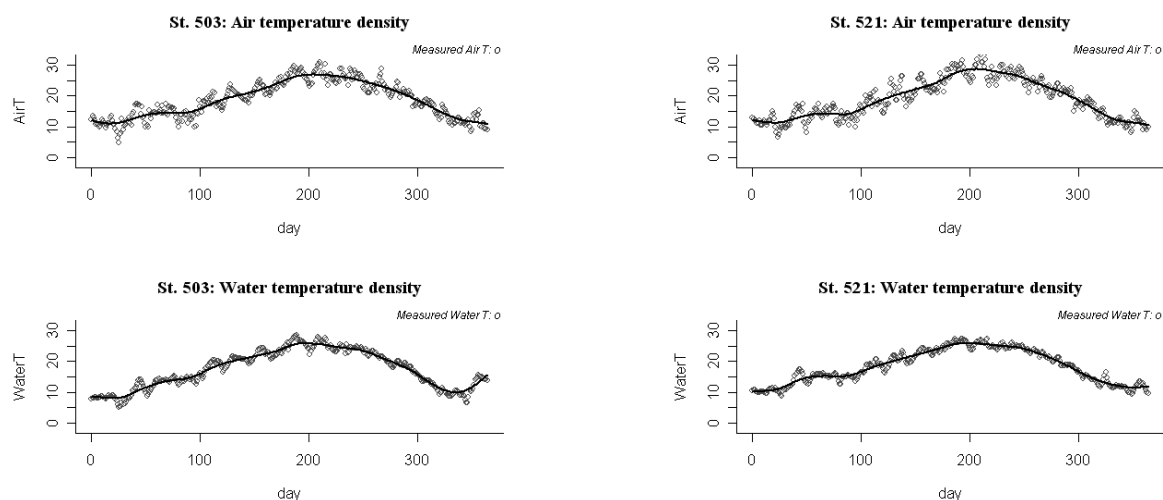 St. 503: Air temperature density
Measured Air T: o
AirT
0 10 20 30
0 100 200 300
day
St. 521: Air temperature density
Measured Air T: o
AirT
0 10 20 30
0 100 200 300
day
St. 503: Water temperature density
Measured Water T: o
WaterT
0 10 20 30
0 100 200 300
day
St. 521: Water temperature density
Measured Water T: o
WaterT
0 10 20 30
0 100 200 300
day